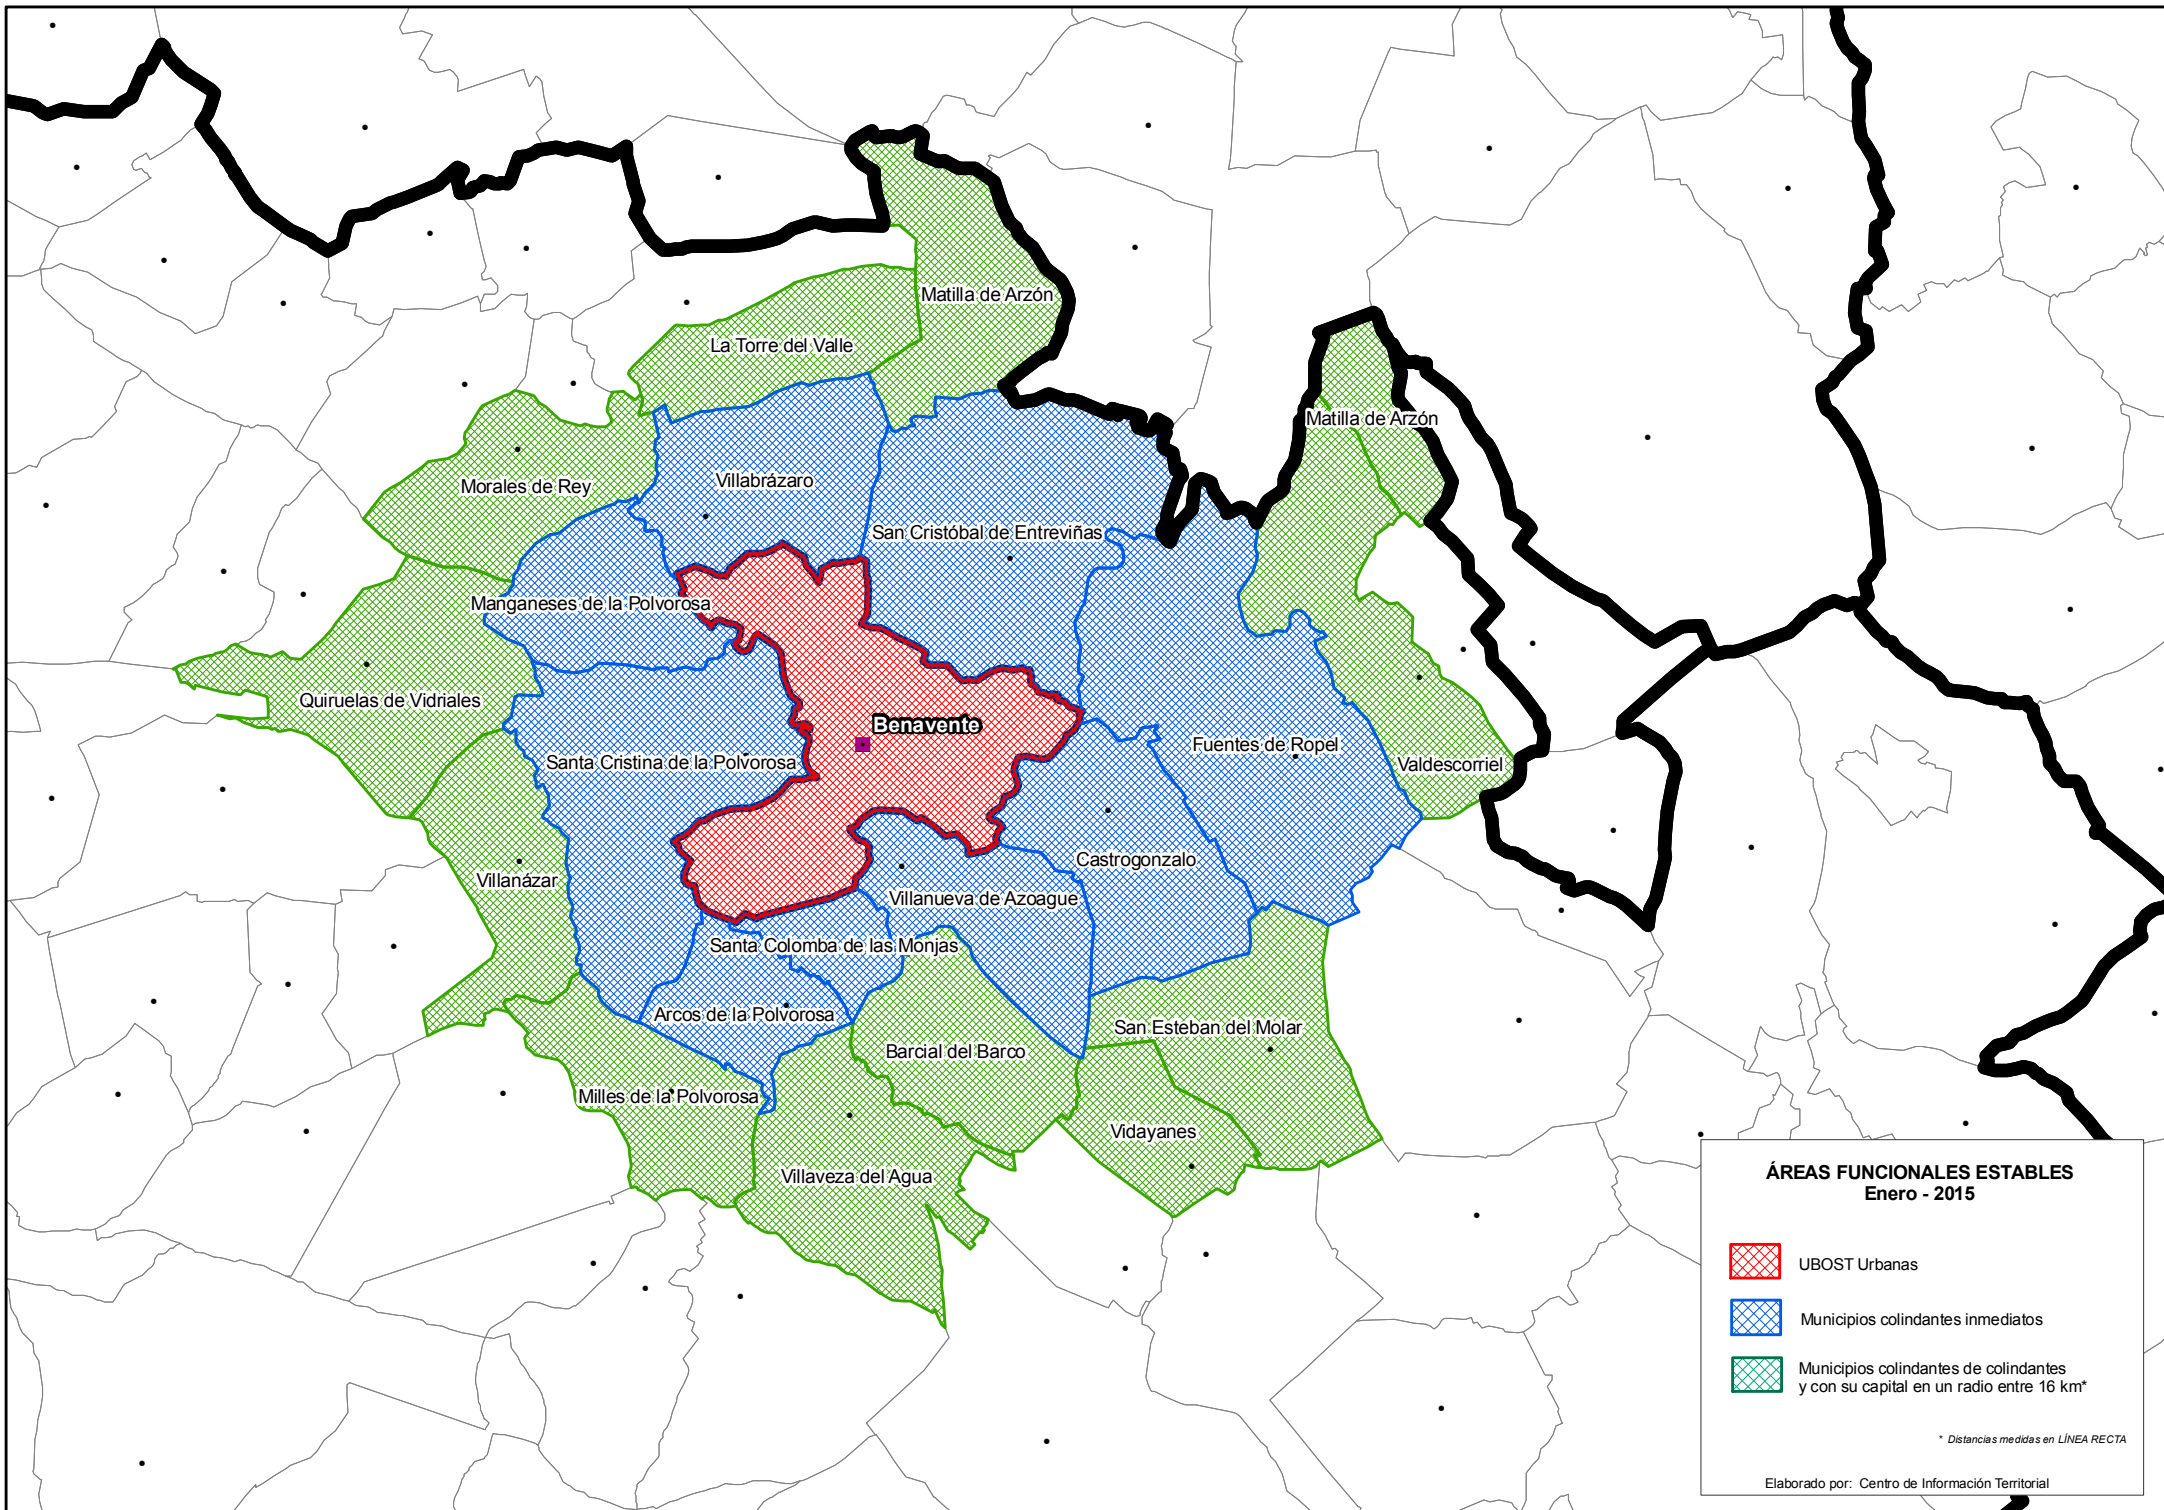 Matilla de Arzón
La Torre del Valle
Matilla de Arzón
Villabrázaro
Morales de Rey
San Cristóbal de Entreviñas
Manganeses de la Polvorosa
Quiruelas de Vidriales
Benavente
Fuentes de Ropel
Santa Cristina de la Polvorosa
Valdescorriel
Castrogonzalo
Villanázar
Villanueva de Azoague
Santa Colomba de las Monjas
Arcos de la Polvorosa
San Esteban del Molar
Barcial del Barco
Milles de la Polvorosa
Vidayanes
Villaveza del Agua
ÁREAS FUNCIONALES ESTABLES
Enero - 2015
UBOST Urbanas
Municipios colindantes inmediatos
Municipios colindantes de colindantes
y con su capital en un radio entre 16 km*
* Distancias medidas en LÍNEA RECTA
Elaborado por: Centro de Información Territorial